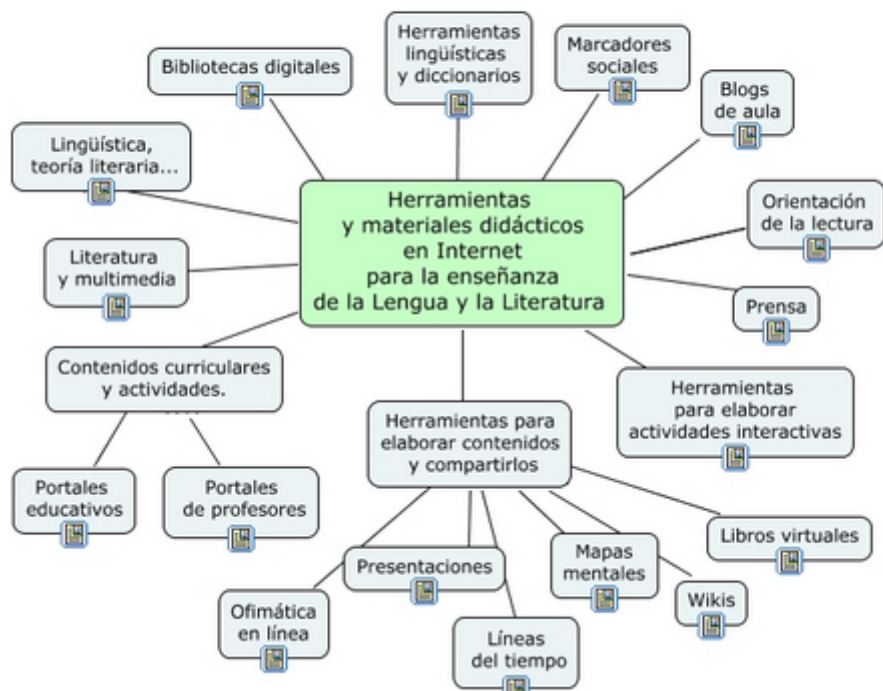 Herramientas
lingüísticas
y diccionarios
Marcadores
sociales
Bibliotecas digitales
Blogs
de aula
Lingüística,
teoría literaria...
Herramientas
y materiales didácticos
en Internet
para la enseñanza
de la Lengua y la Literatura
Orientación
de la lectura
Literatura
y multimedia
Prensa
Contenidos curriculares
y actividades.
....
Herramientas
para elaborar
actividades interactivas
Herramientas para
elaborar contenidos
y compartirlos
Portales
educativos
Portales
de profesores
Libros virtuales
Presentaciones
Mapas
mentales
Wikis
Ofimática
en línea
Líneas
del tiempo